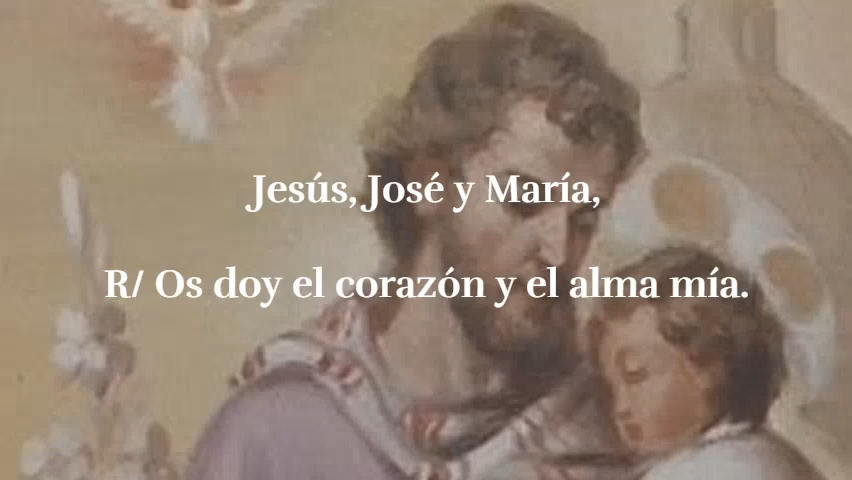 Jesús, José y María,
R/ Os doy el corazón y el alma mía.